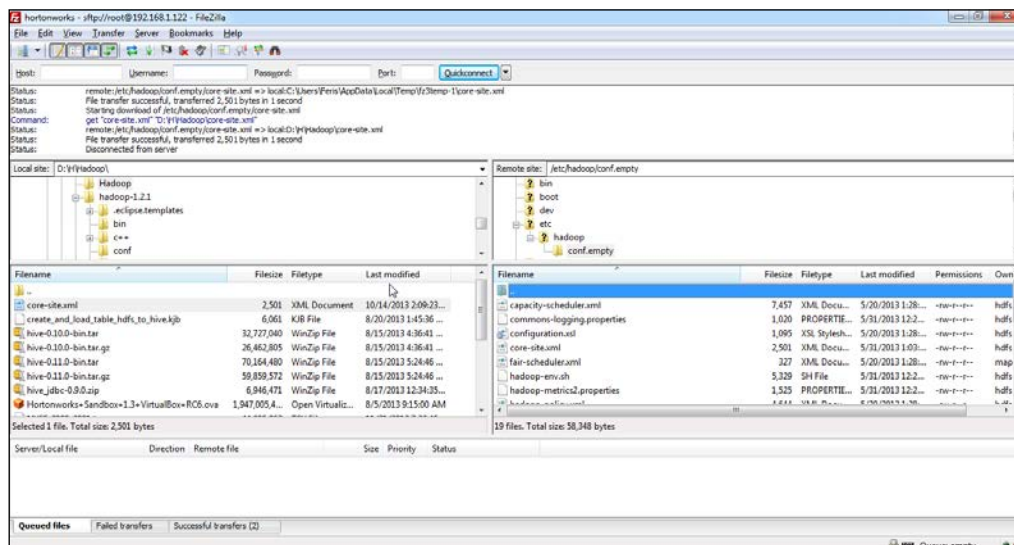 hortonworks - sftp://root@192.168.1.122 - FileZilla
File Edit View Transfer Server Bookmarks Help
Host: Username: Password: Port: Quickconnect
Status: remote:/etc/hadoop/conf.empty/core-site.xml => local:C:\Users\Feris\AppData\Local\Temp\fz3temp-1\core-site.xml
Status: File transfer successful, transferred 2,501 bytes in 1 second
Status: Starting download of /etc/hadoop/conf.empty/core-site.xml
Command: get "core-site.xml" "D:\H\Hadoop\core-site.xml"
Status: remote:/etc/hadoop/conf.empty/core-site.xml => local:D:\H\Hadoop\core-site.xml
Status: File transfer successful, transferred 2,501 bytes in 1 second
Status: Disconnected from server
Local site: D:\H\Hadoop\
Hadoop
hadoop-1.2.1
.eclipse.templates
bin
c++
conf
Remote site: /etc/hadoop/conf.empty
bin
boot
dev
etc
hadoop
conf.empty
Filename Filesize Filetype Last modified
..
core-site.xml 2,501 XML Document 10/14/2013 2:09:23...
create_and_load_table_hdfs_to_hive.kjb 6,061 KJB File 8/20/2013 1:45:36 ...
hive-0.10.0-bin.tar 32,727,040 WinZip File 8/15/2013 4:36:41 ...
hive-0.10.0-bin.tar.gz 26,462,805 WinZip File 8/15/2013 4:36:41 ...
hive-0.11.0-bin.tar 70,164,480 WinZip File 8/15/2013 5:24:46 ...
hive-0.11.0-bin.tar.gz 59,859,572 WinZip File 8/15/2013 5:24:46 ...
hive_jdbc-0.9.0.zip 6,946,471 WinZip File 8/17/2013 12:34:35...
Hortonworks+Sandbox+1.3+VirtualBox+RC6.ova 1,947,005,4... Open Virtualiz... 8/5/2013 9:15:00 AM
Selected 1 file. Total size: 2,501 bytes
Filename Filesize Filetype Last modified Permissions Own
..
capacity-scheduler.xml 7,457 XML Docu... 5/20/2013 1:28:... -rw-r--r-- hdfs
commons-logging.properties 1,020 PROPERTIE... 5/31/2013 12:2... -rw-r--r-- hdfs
configuration.xsl 1,095 XSL Stylesh... 5/20/2013 1:28:... -rw-r--r-- hdfs
core-site.xml 2,501 XML Docu... 5/31/2013 1:03:... -rw-r--r-- hdfs
fair-scheduler.xml 327 XML Docu... 5/20/2013 1:28:... -rw-r--r-- map
hadoop-env.sh 5,329 SH File 5/31/2013 12:2... -rw-r--r-- hdfs
hadoop-metrics2.properties 1,525 PROPERTIE... 5/31/2013 12:2... -rw-r--r-- hdfs
19 files. Total size: 58,348 bytes
Server/Local file Direction Remote file Size Priority Status
Queued files Failed transfers Successful transfers (2)
Queue: empty